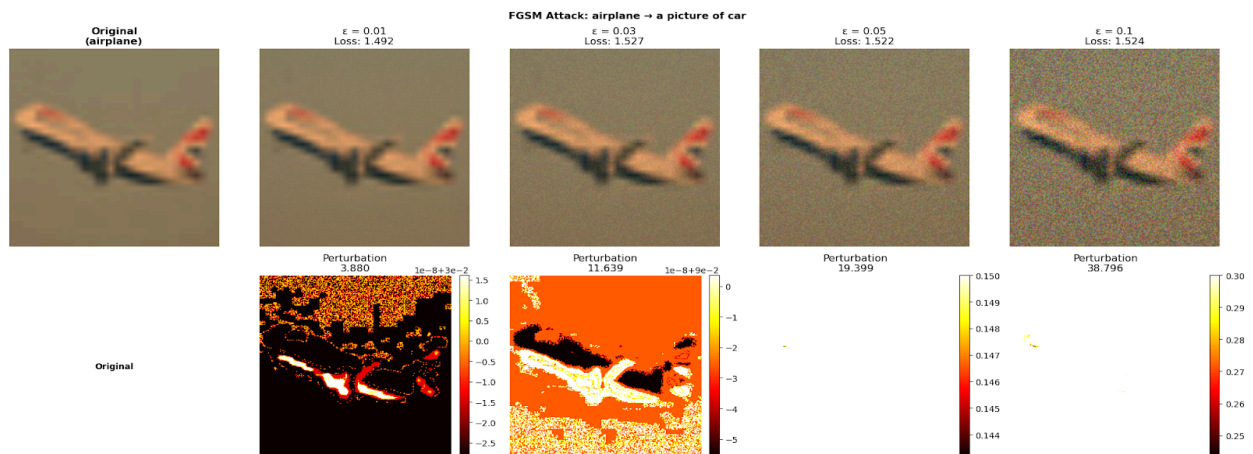 FGSM Attack: airplane → a picture of car
Original
(airplane)
ε = 0.01
Loss: 1.492
ε = 0.03
Loss: 1.527
ε = 0.05
Loss: 1.522
ε = 0.1
Loss: 1.524
Original
Perturbation
3.880
1e−8+3e−2
1.5
1.0
0.5
0.0
−0.5
−1.0
−1.5
−2.0
−2.5
Perturbation
11.639
1e−8+9e−2
0
−1
−2
−3
−4
−5
Perturbation
19.399
0.150
0.149
0.148
0.147
0.146
0.145
0.144
Perturbation
38.796
0.30
0.29
0.28
0.27
0.26
0.25